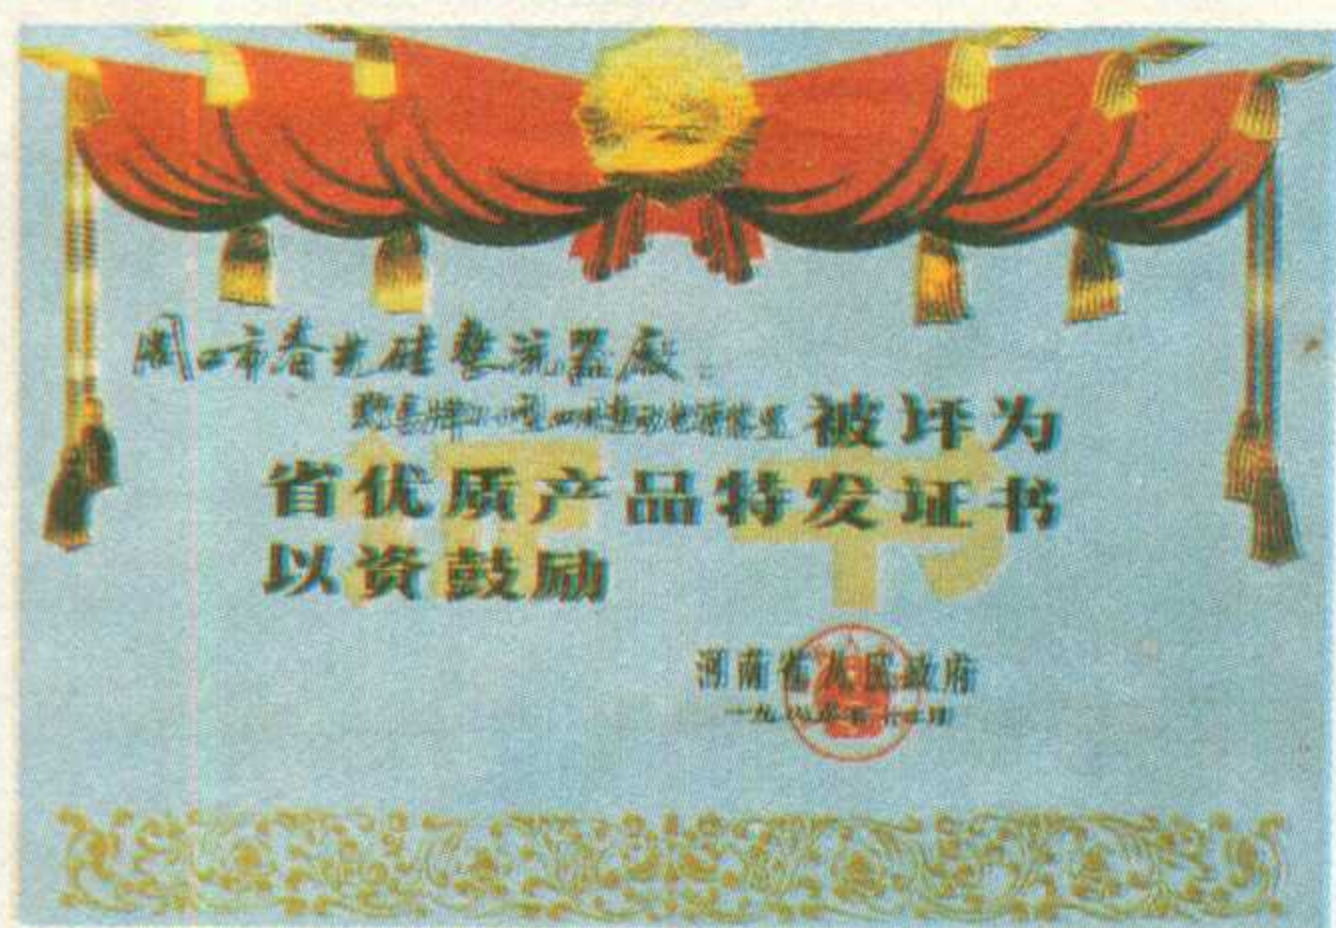 周口市春光硅整流器厂：
被评为
省优质产品特发证书
以资鼓励
河南省人民政府